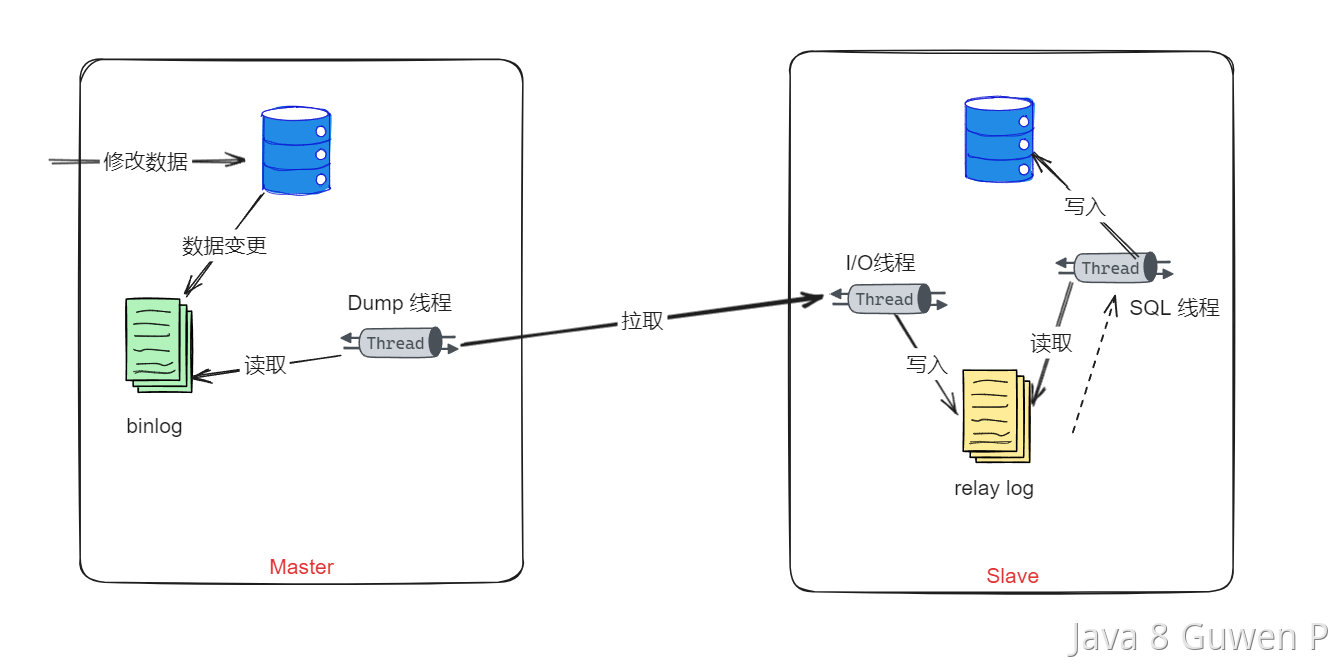 修改数据
数据变更
binlog
读取
Dump 线程
Thread
Master
拉取
I/O线程
Thread
写入
relay log
读取
Thread
SQL 线程
写入
Slave
Java 8 Guwen P